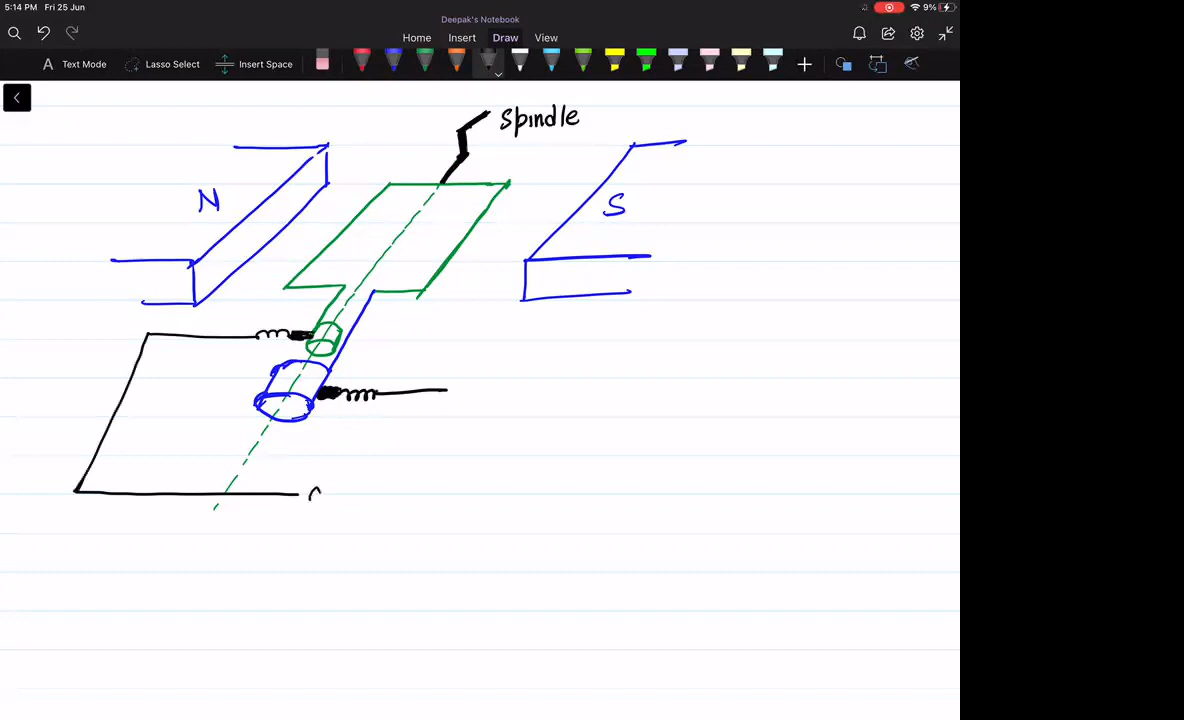 5:14 PM Fri 25 Jun
9%
Deepak's Notebook
Home Insert Draw View
A Text Mode Lasso Select Insert Space
Spindle
N
S